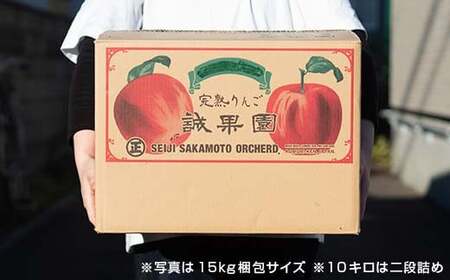 完熟りんご
誠果園
正 SEIJI SAKAMOTO ORCHERD
※写真は15kg梱包サイズ ※10キロは二段詰め